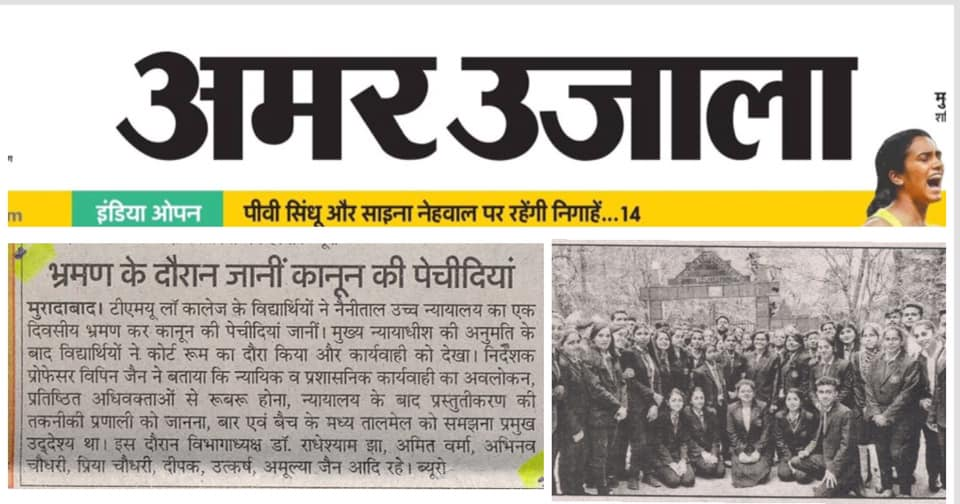 अमर उजाला
इंडिया ओपन
पीवी सिंधू और साइना नेहवाल पर रहेंगी निगाहें...14
भ्रमण के दौरान जानीं कानून की पेचीदियां
मुरादाबाद। टीएमयू लॉ कालेज के विद्यार्थियों ने नैनीताल उच्च न्यायालय का एक
दिवसीय भ्रमण कर कानून की पेचीदियां जानीं। मुख्य न्यायाधीश की अनुमति के
बाद विद्यार्थियों ने कोर्ट रूम का दौरा किया और कार्यवाही को देखा। निर्देशक
प्रोफेसर विपिन जैन ने बताया कि न्यायिक व प्रशासनिक कार्यवाही का अवलोकन,
प्रतिष्ठित अधिवक्ताओं से रूबरू होना, न्यायालय के बाद प्रस्तुतीकरण की
तकनीकी प्रणाली को जानना, बार एवं बैंच के मध्य तालमेल को समझना प्रमुख
उद्देश्य था। इस दौरान विभागाध्यक्ष डॉ. राधेश्याम झा, अमित वर्मा, अभिनव
चौधरी, प्रिया चौधरी, दीपक, उत्कर्ष, अमूल्या जैन आदि रहे। ब्यूरो